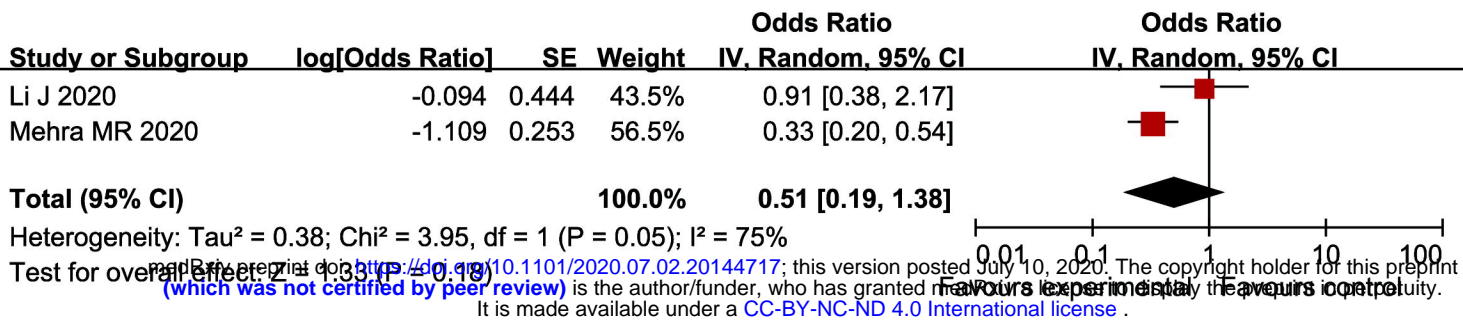 Odds Ratio Odds Ratio
Study or Subgroup log[Odds Ratio] SE Weight IV, Random, 95% CI IV, Random, 95% CI
Li J 2020 -0.094 0.444 43.5% 0.91 [0.38, 2.17]
Mehra MR 2020 -1.109 0.253 56.5% 0.33 [0.20, 0.54]
Total (95% CI) 100.0% 0.51 [0.19, 1.38]
Heterogeneity: Tau² = 0.38; Chi² = 3.95, df = 1 (P = 0.05); I² = 75%
0.01 0.1 1 10 100
Test for overall effect: Z = 1.33 (P = 0.18)
Favours experimental Favours control
medRxiv preprint doi: https://doi.org/10.1101/2020.07.02.20144717; this version posted July 10, 2020. The copyright holder for this preprint
(which was not certified by peer review) is the author/funder, who has granted medRxiv a license to display the preprint in perpetuity.
It is made available under a CC-BY-NC-ND 4.0 International license .